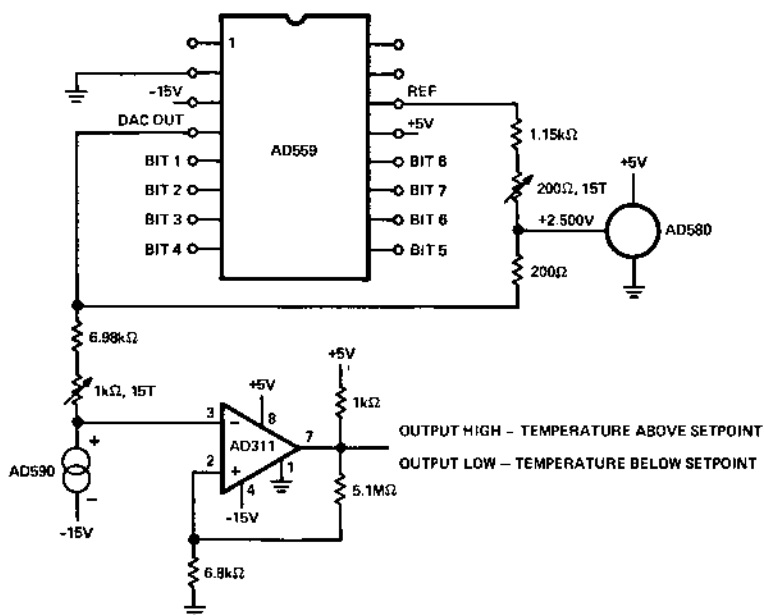 1
REF
-15V
+5V
DAC OUT
AD559
1.15kΩ
+5V
BIT 1
BIT 8
BIT 2
BIT 7
200Ω, 15T
BIT 3
BIT 6
+2.500V
AD580
BIT 4
BIT 5
200Ω
6.98kΩ
+5V
1kΩ, 15T
+5V
1kΩ
3
8
-
AD311
7
OUTPUT HIGH – TEMPERATURE ABOVE SETPOINT
+
AD590
2
+
1
OUTPUT LOW – TEMPERATURE BELOW SETPOINT
-
4
5.1MΩ
-15V
-15V
6.8kΩ